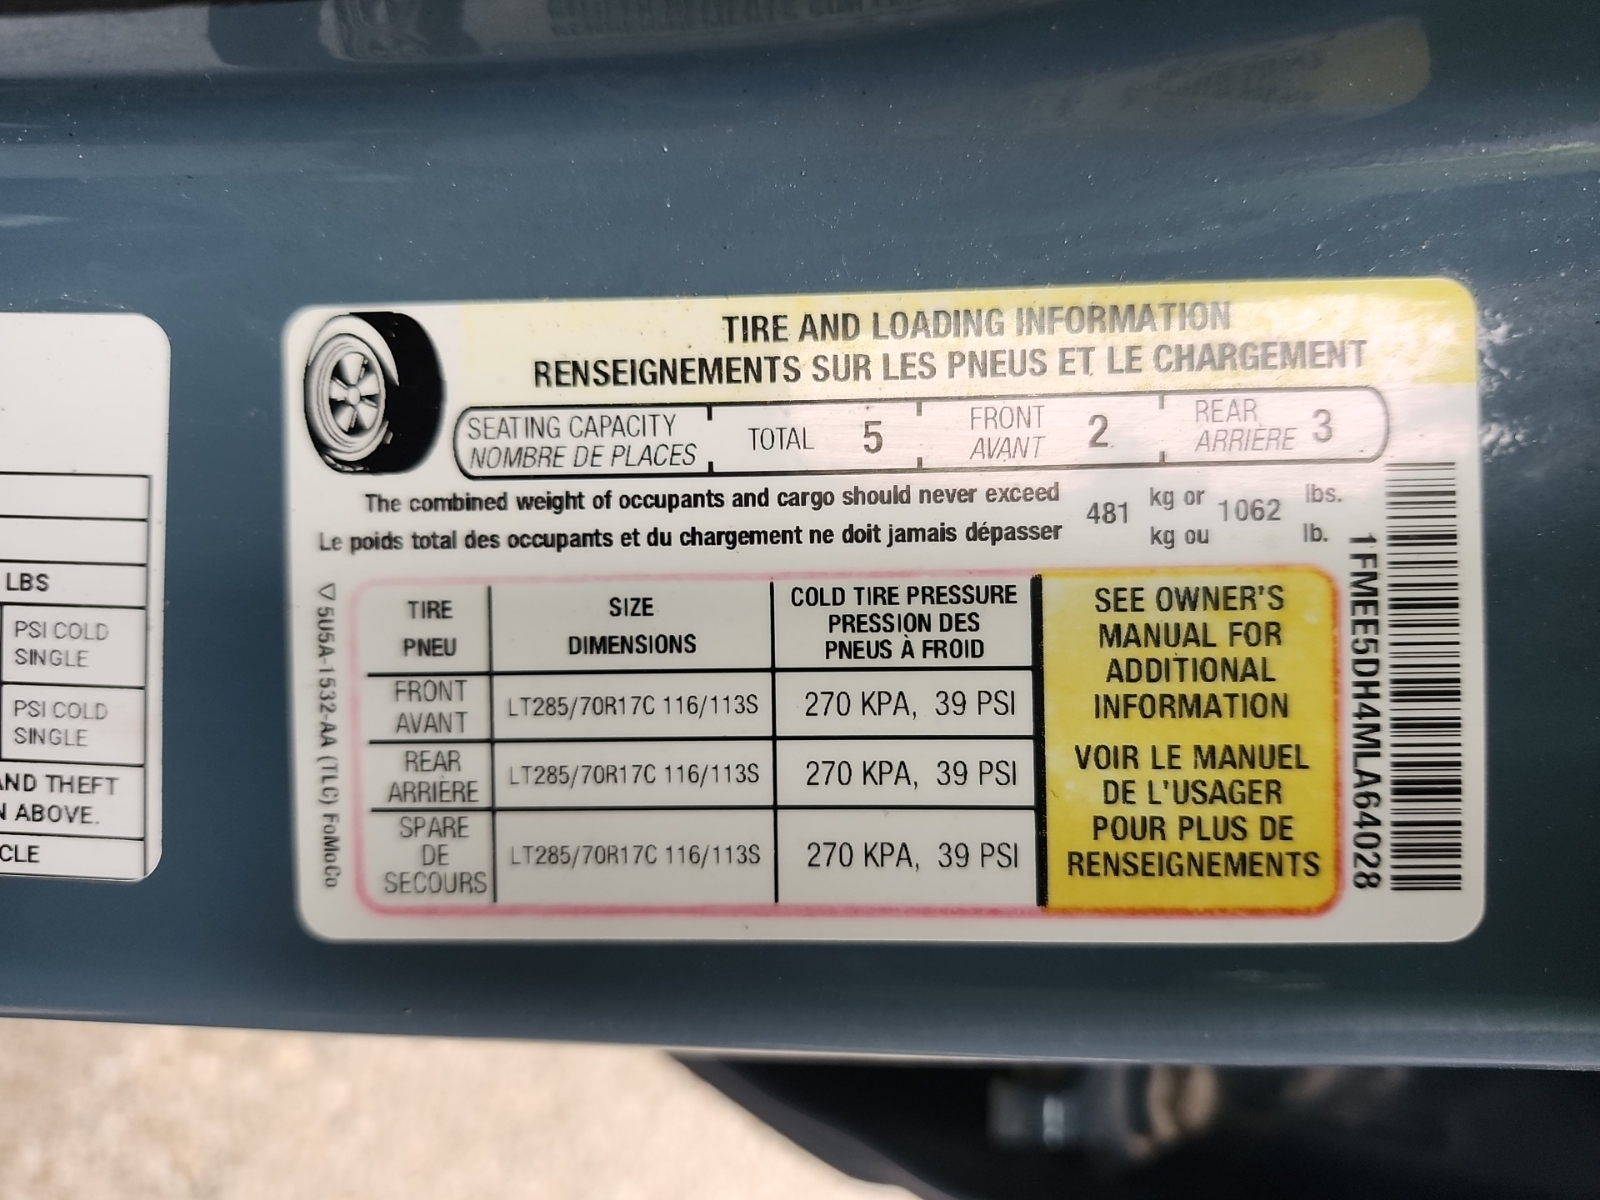 TIRE AND LOADING INFORMATION
RENSEIGNEMENTS SUR LES PNEUS ET LE CHARGEMENT
SEATING CAPACITY TOTAL 5 FRONT 2 REAR 3
NOMBRE DE PLACES AVANT ARRIÈRE
The combined weight of occupants and cargo should never exceed 481 kg or 1062 lbs.
Le poids total des occupants et du chargement ne doit jamais dépasser kg ou lb.
TIRE SIZE COLD TIRE PRESSURE
PNEU DIMENSIONS PRESSION DES
PNEUS À FROID
FRONT
AVANT LT285/70R17C 116/113S 270 KPA, 39 PSI
REAR
ARRIÈRE LT285/70R17C 116/113S 270 KPA, 39 PSI
SPARE
DE
SECOURS LT285/70R17C 116/113S 270 KPA, 39 PSI
SEE OWNER'S
MANUAL FOR
ADDITIONAL
INFORMATION
VOIR LE MANUEL
DE L'USAGER
POUR PLUS DE
RENSEIGNEMENTS
1FMEE5DH4MLA64028
▽ 5U5A-1532-AA (TLC) FoMoCo
LBS
PSI COLD
SINGLE
PSI COLD
SINGLE
AND THEFT
ABOVE.